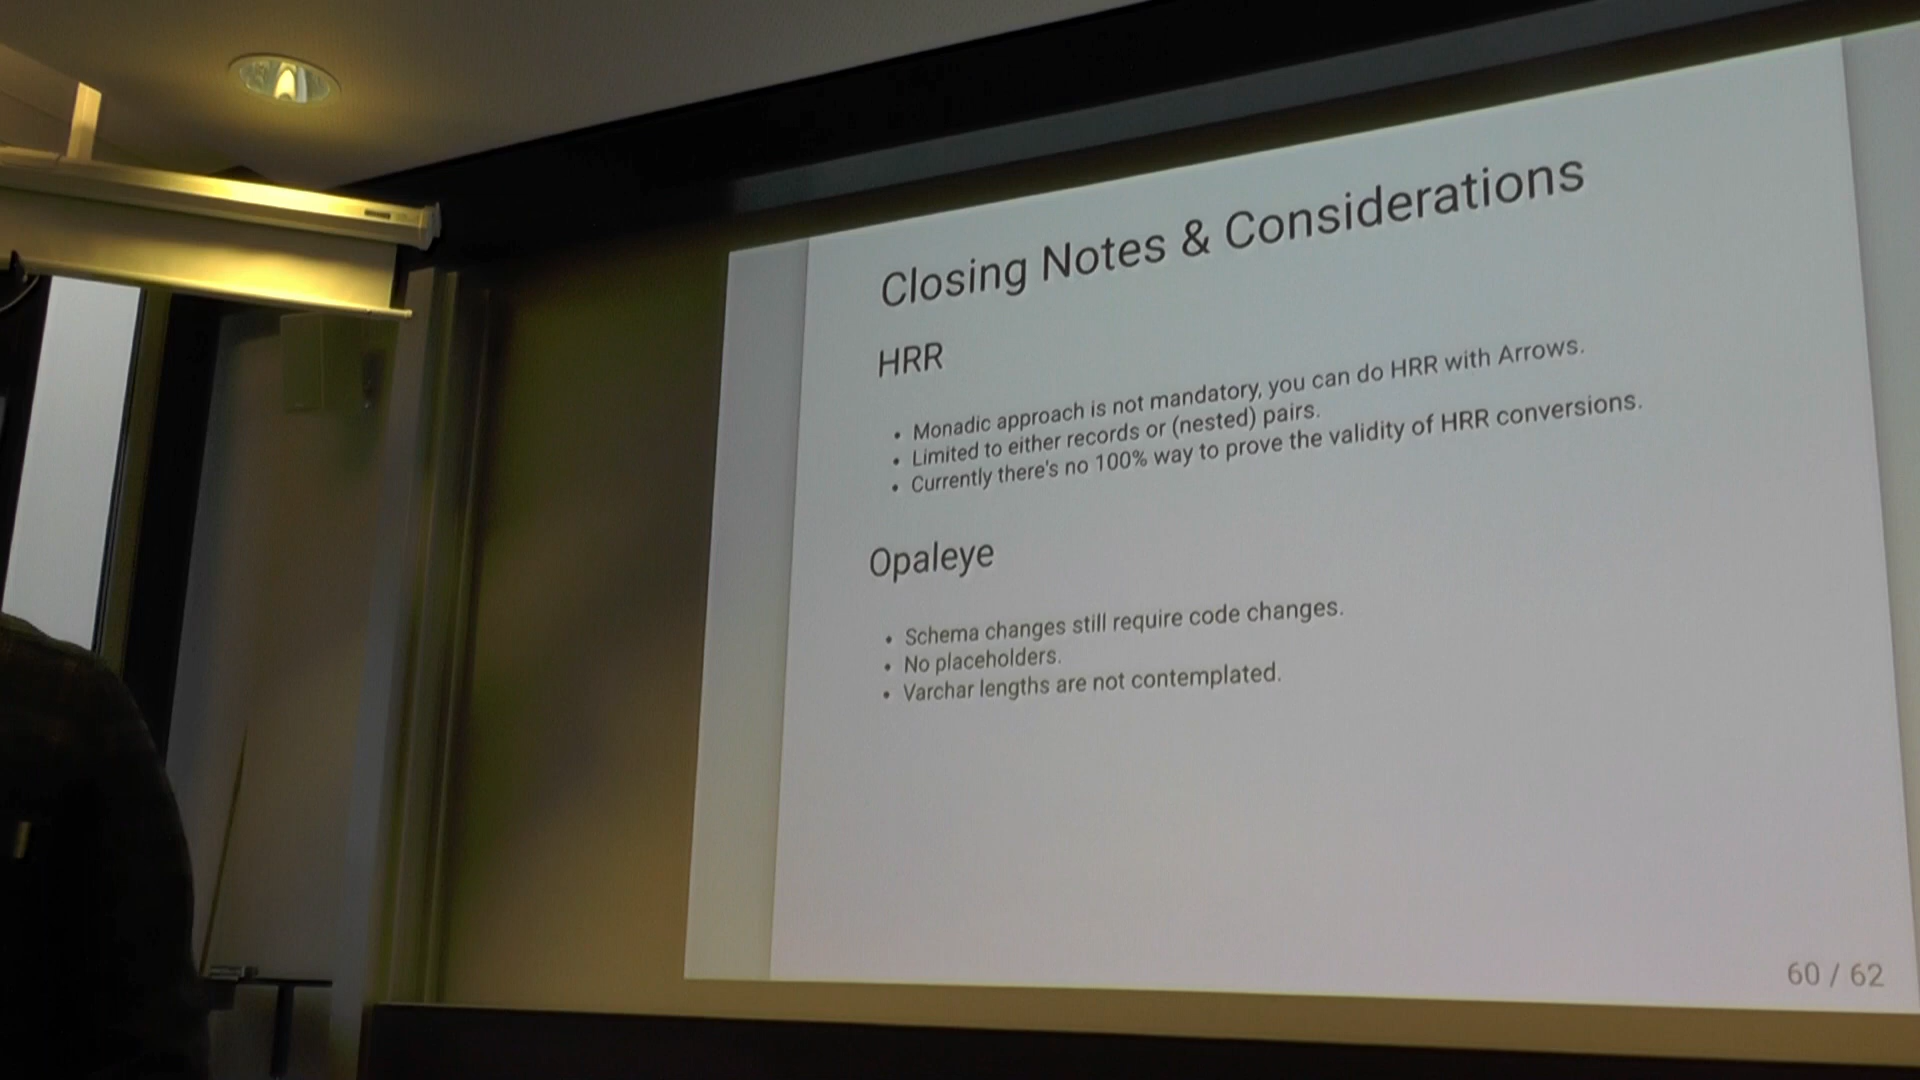 Closing Notes & Considerations
HRR
• Monadic approach is not mandatory, you can do HRR with Arrows.
• Limited to either records or (nested) pairs.
• Currently there's no 100% way to prove the validity of HRR conversions.
Opaleye
• Schema changes still require code changes.
• No placeholders.
• Varchar lengths are not contemplated.
60 / 62